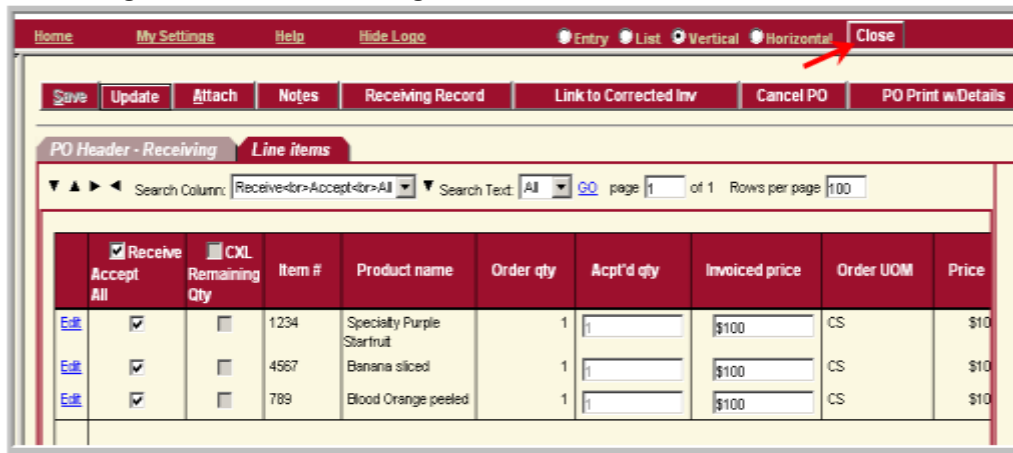 Home My Settings Help Hide Logo Entry List Vertical Horizontal Close
Save Update Attach Notes Receiving Record Link to Corrected Inv Cancel PO PO Print w/Details
PO Header - Receiving Line items
Search Column: Receive<br>Accept<br>All Search Text: All GO page 1 of 1 Rows per page 100
Receive Accept All CXL Remaining Qty Item # Product name Order qty Acpt'd qty Invoiced price Order UOM Price
Edit 1234 Specialty Purple Starfruit 1 1 $100 CS $10
Edit 4567 Banana sliced 1 1 $100 CS $10
Edit 789 Blood Orange peeled 1 1 $100 CS $10